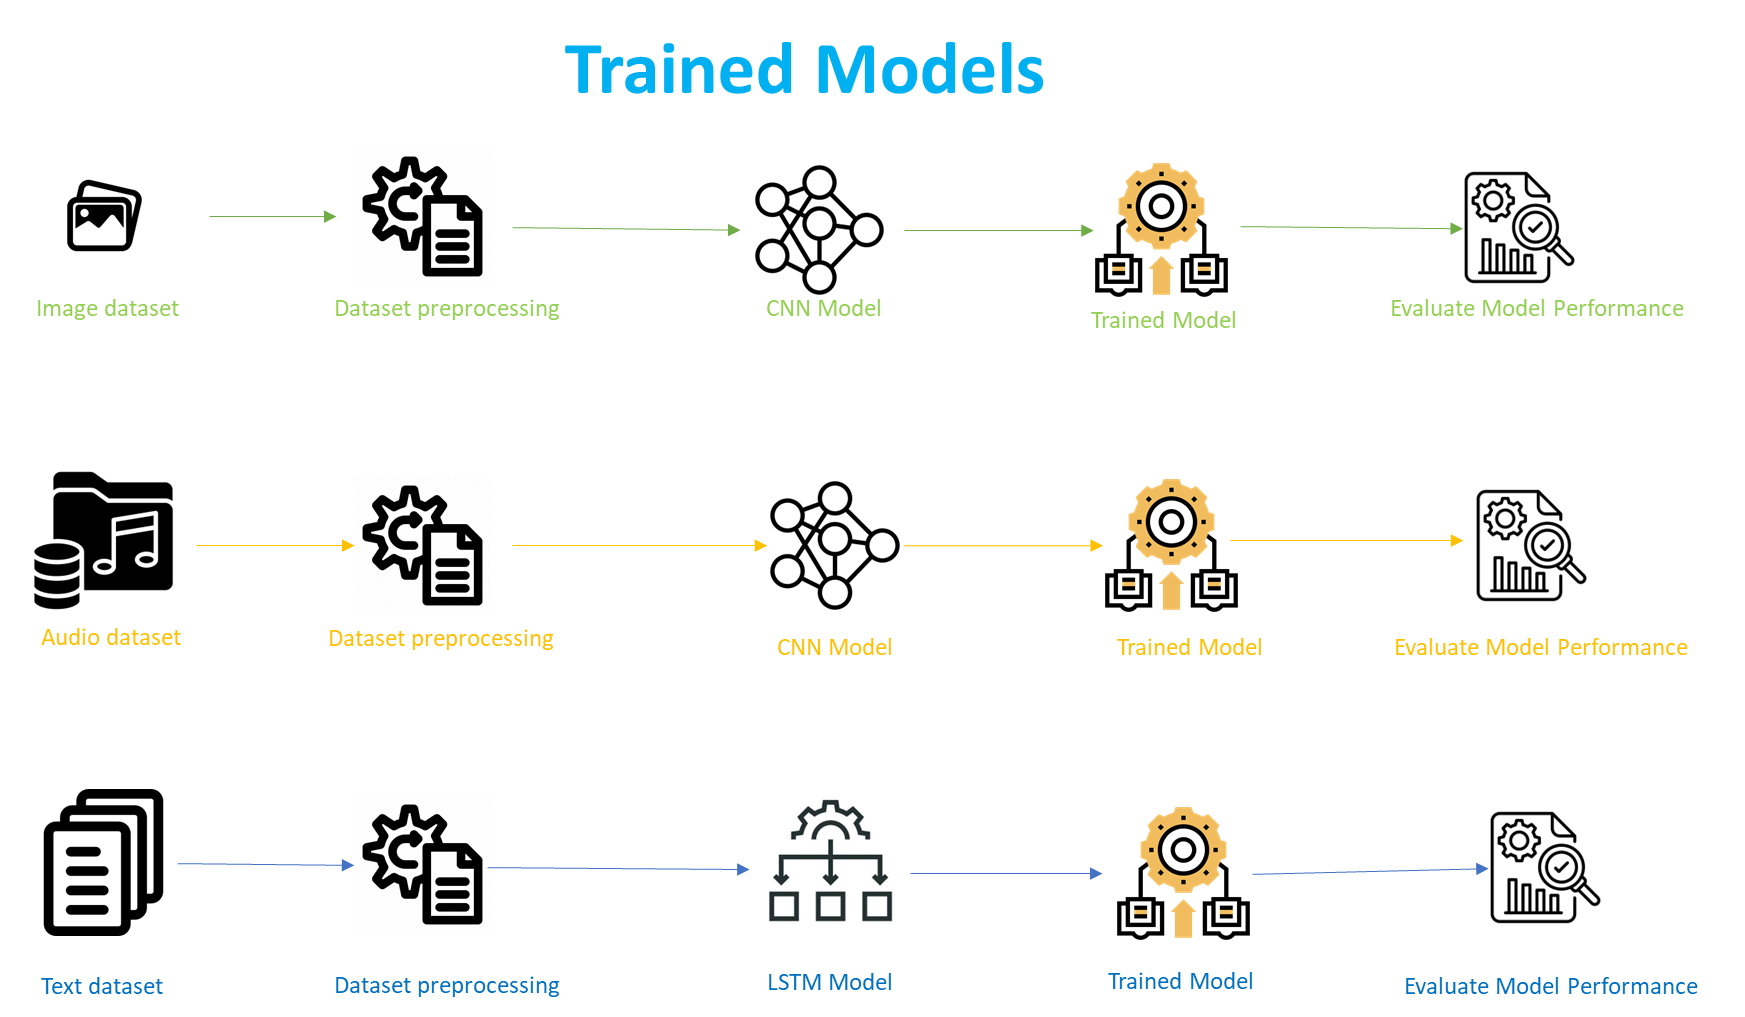 Trained Models
Image dataset
Dataset preprocessing
CNN Model
Trained Model
Evaluate Model Performance
Audio dataset
Dataset preprocessing
CNN Model
Trained Model
Evaluate Model Performance
Text dataset
Dataset preprocessing
LSTM Model
Trained Model
Evaluate Model Performance